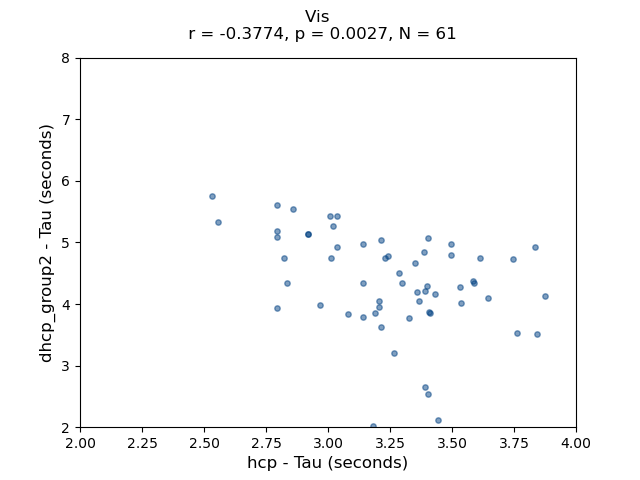 Vis
r = -0.3774, p = 0.0027, N = 61
8
7
6
5
4
3
2
dhcp_group2 - Tau (seconds)
2.00 2.25 2.50 2.75 3.00 3.25 3.50 3.75 4.00
hcp - Tau (seconds)